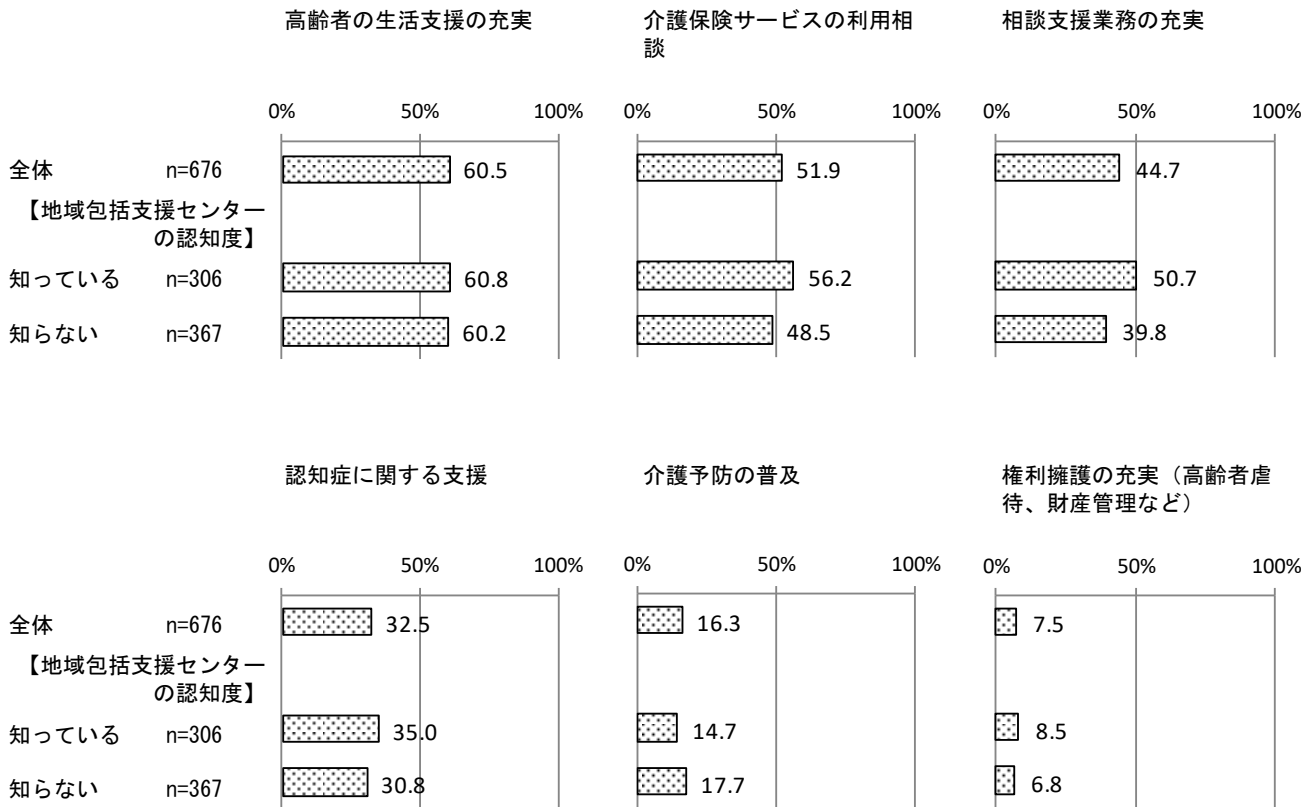 高齢者の生活支援の充実
介護保険サービスの利用相
談
相談支援業務の充実
0% 50% 100% 0% 50% 100% 0% 50% 100%
全体 n=676 60.5 51.9 44.7
【地域包括支援センター
の認知度】
知っている n=306 60.8 56.2 50.7
知らない n=367 60.2 48.5 39.8
認知症に関する支援
介護予防の普及
権利擁護の充実（高齢者虐
待、財産管理など）
0% 50% 100% 0% 50% 100% 0% 50% 100%
全体 n=676 32.5 16.3 7.5
【地域包括支援センター
の認知度】
知っている n=306 35.0 14.7 8.5
知らない n=367 30.8 17.7 6.8